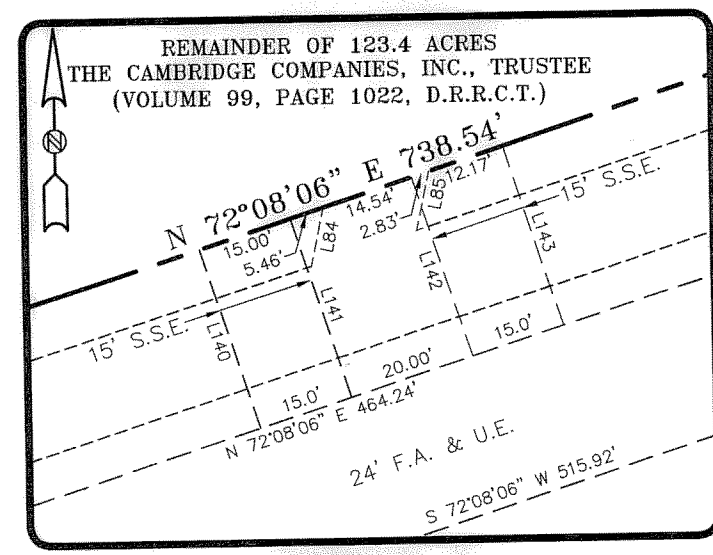 REMAINDER OF 123.4 ACRES
THE CAMBRIDGE COMPANIES, INC., TRUSTEE
(VOLUME 99, PAGE 1022, D.R.R.C.T.)
N
N 72°08'06" E 738.54'
15.00'
5.46'
L84
14.54'
2.83'
L85
12.17'
15' S.S.E.
15' S.S.E.
L140
L141
L142
L143
15.0'
20.00'
15.0'
N 72°08'06" E 464.24'
24' F.A. & U.E.
S 72°08'06" W 515.92'